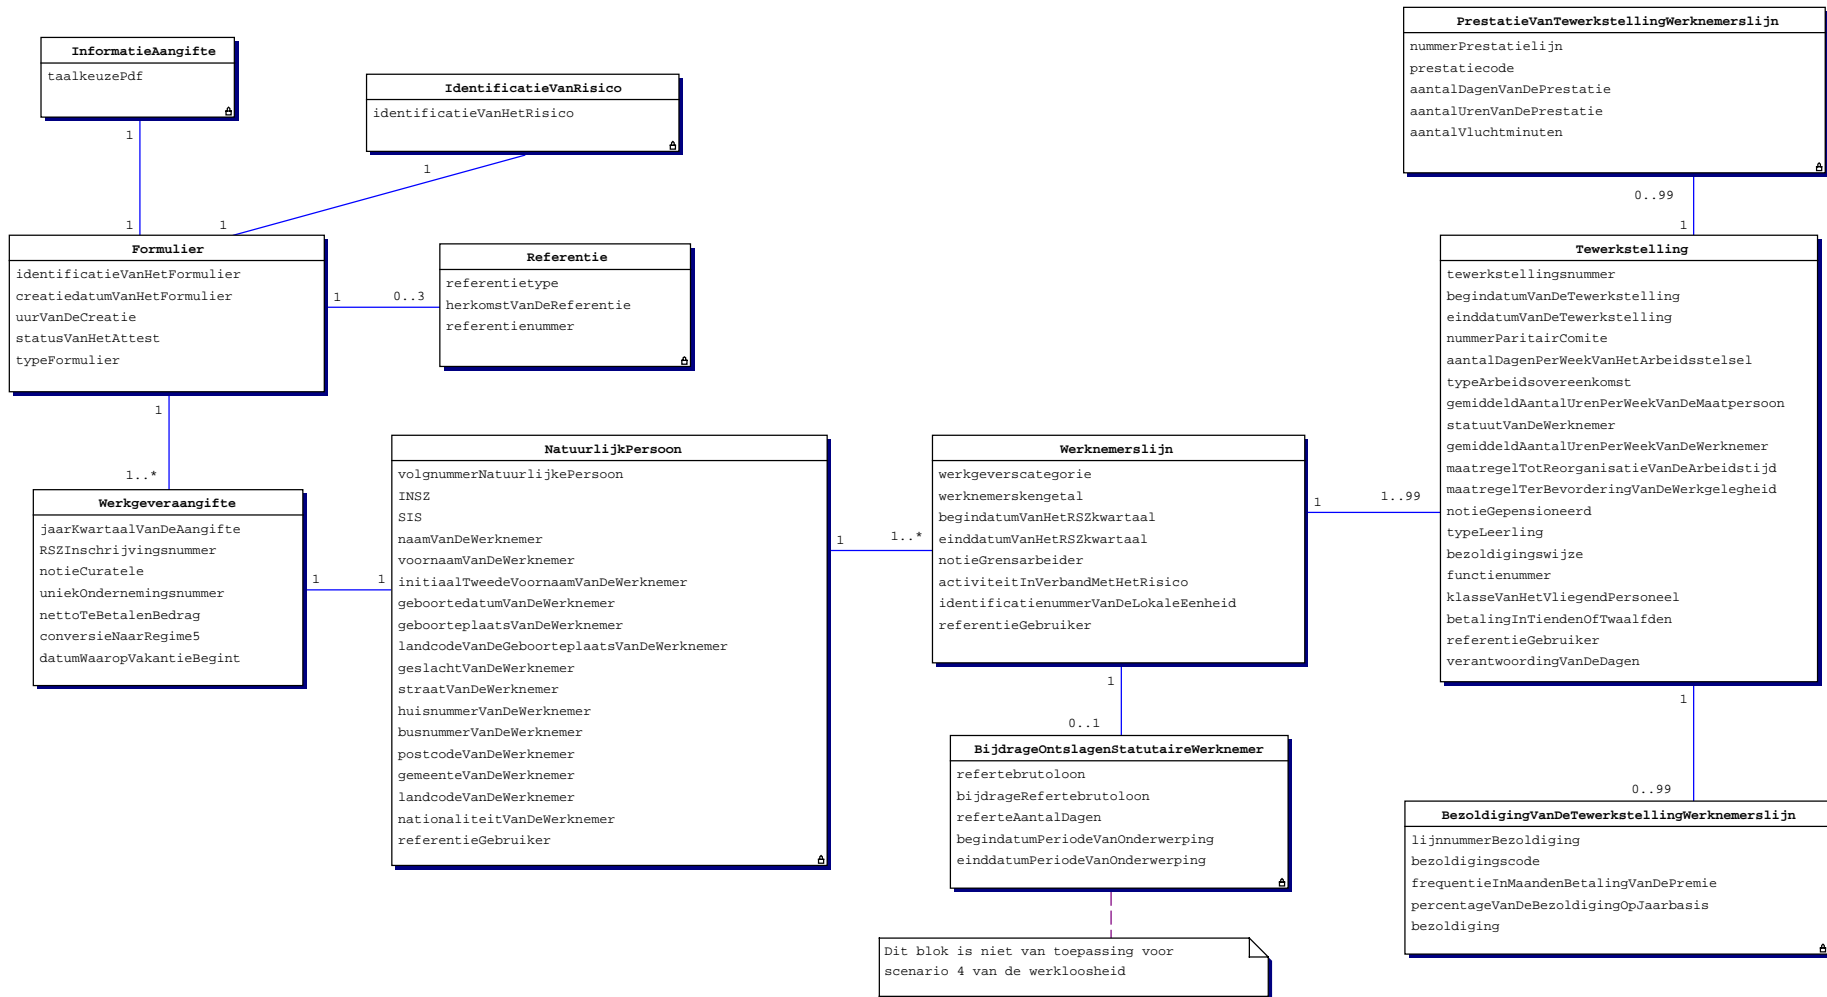 InformatieAangifte
taalkeuzePdf
1
1
IdentificatieVanRisico
identificatieVanHetRisico
1
1
Formulier
identificatieVanHetFormulier
creatiedatumVanHetFormulier
uurVanDeCreatie
statusVanHetAttest
typeFormulier
1
0..3
Referentie
referentietype
herkomstVanDeReferentie
referentienummer
1
1..*
Werkgeveraangifte
jaarKwartaalVanDeAangifte
RSZInschrijvingsnummer
notieCuratele
uniekOndernemingsnummer
nettoTeBetalenBedrag
conversieNaarRegime5
datumWaaropVakantieBegint
1
1
NatuurlijkPersoon
volgnummerNatuurlijkePersoon
INSZ
SIS
naamVanDeWerknemer
voornaamVanDeWerknemer
initiaalTweedeVoornaamVanDeWerknemer
geboortedatumVanDeWerknemer
geboorteplaatsVanDeWerknemer
landcodeVanDeGeboorteplaatsVanDeWerknemer
geslachtVanDeWerknemer
straatVanDeWerknemer
huisnummerVanDeWerknemer
busnummerVanDeWerknemer
postcodeVanDeWerknemer
gemeenteVanDeWerknemer
landcodeVanDeWerknemer
nationaliteitVanDeWerknemer
referentieGebruiker
1
1..*
Werknemerslijn
werkgeverscategorie
werknemerskengetal
begindatumVanHetRSZkwartaal
einddatumVanHetRSZkwartaal
notieGrensarbeider
activiteitInVerbandMetHetRisico
identificatienummerVanDeLokaleEenheid
referentieGebruiker
1
0..1
BijdrageOntslagenStatutaireWerknemer
refertebrutoloon
bijdrageRefertebrutoloon
referteAantalDagen
begindatumPeriodeVanOnderwerping
einddatumPeriodeVanOnderwerping
Dit blok is niet van toepassing voor
scenario 4 van de werkloosheid
1
1..99
PrestatieVanTewerkstellingWerknemerslijn
nummerPrestatielijn
prestatiecode
aantalDagenVanDePrestatie
aantalUrenVanDePrestatie
aantalVluchtminuten
0..99
1
Tewerkstelling
tewerkstellingsnummer
begindatumVanDeTewerkstelling
einddatumVanDeTewerkstelling
nummerParitairComite
aantalDagenPerWeekVanHetArbeidsstelsel
typeArbeidsovereenkomst
gemiddeldAantalUrenPerWeekVanDeMaatpersoon
statuutVanDeWerknemer
gemiddeldAantalUrenPerWeekVanDeWerknemer
maatregelTotReorganisatieVanDeArbeidstijd
maatregelTerBevorderingVanDeWerkgelegheid
notieGepensioneerd
typeLeerling
bezoldigingswijze
functienummer
klasseVanHetVliegendPersoneel
betalingInTiendenOfTwaalfden
referentieGebruiker
verantwoordingVanDeDagen
1
0..99
BezoldigingVanDeTewerkstellingWerknemerslijn
lijnnummerBezoldiging
bezoldigingscode
frequentieInMaandenBetalingVanDePremie
percentageVanDeBezoldigingOpJaarbasis
bezoldiging